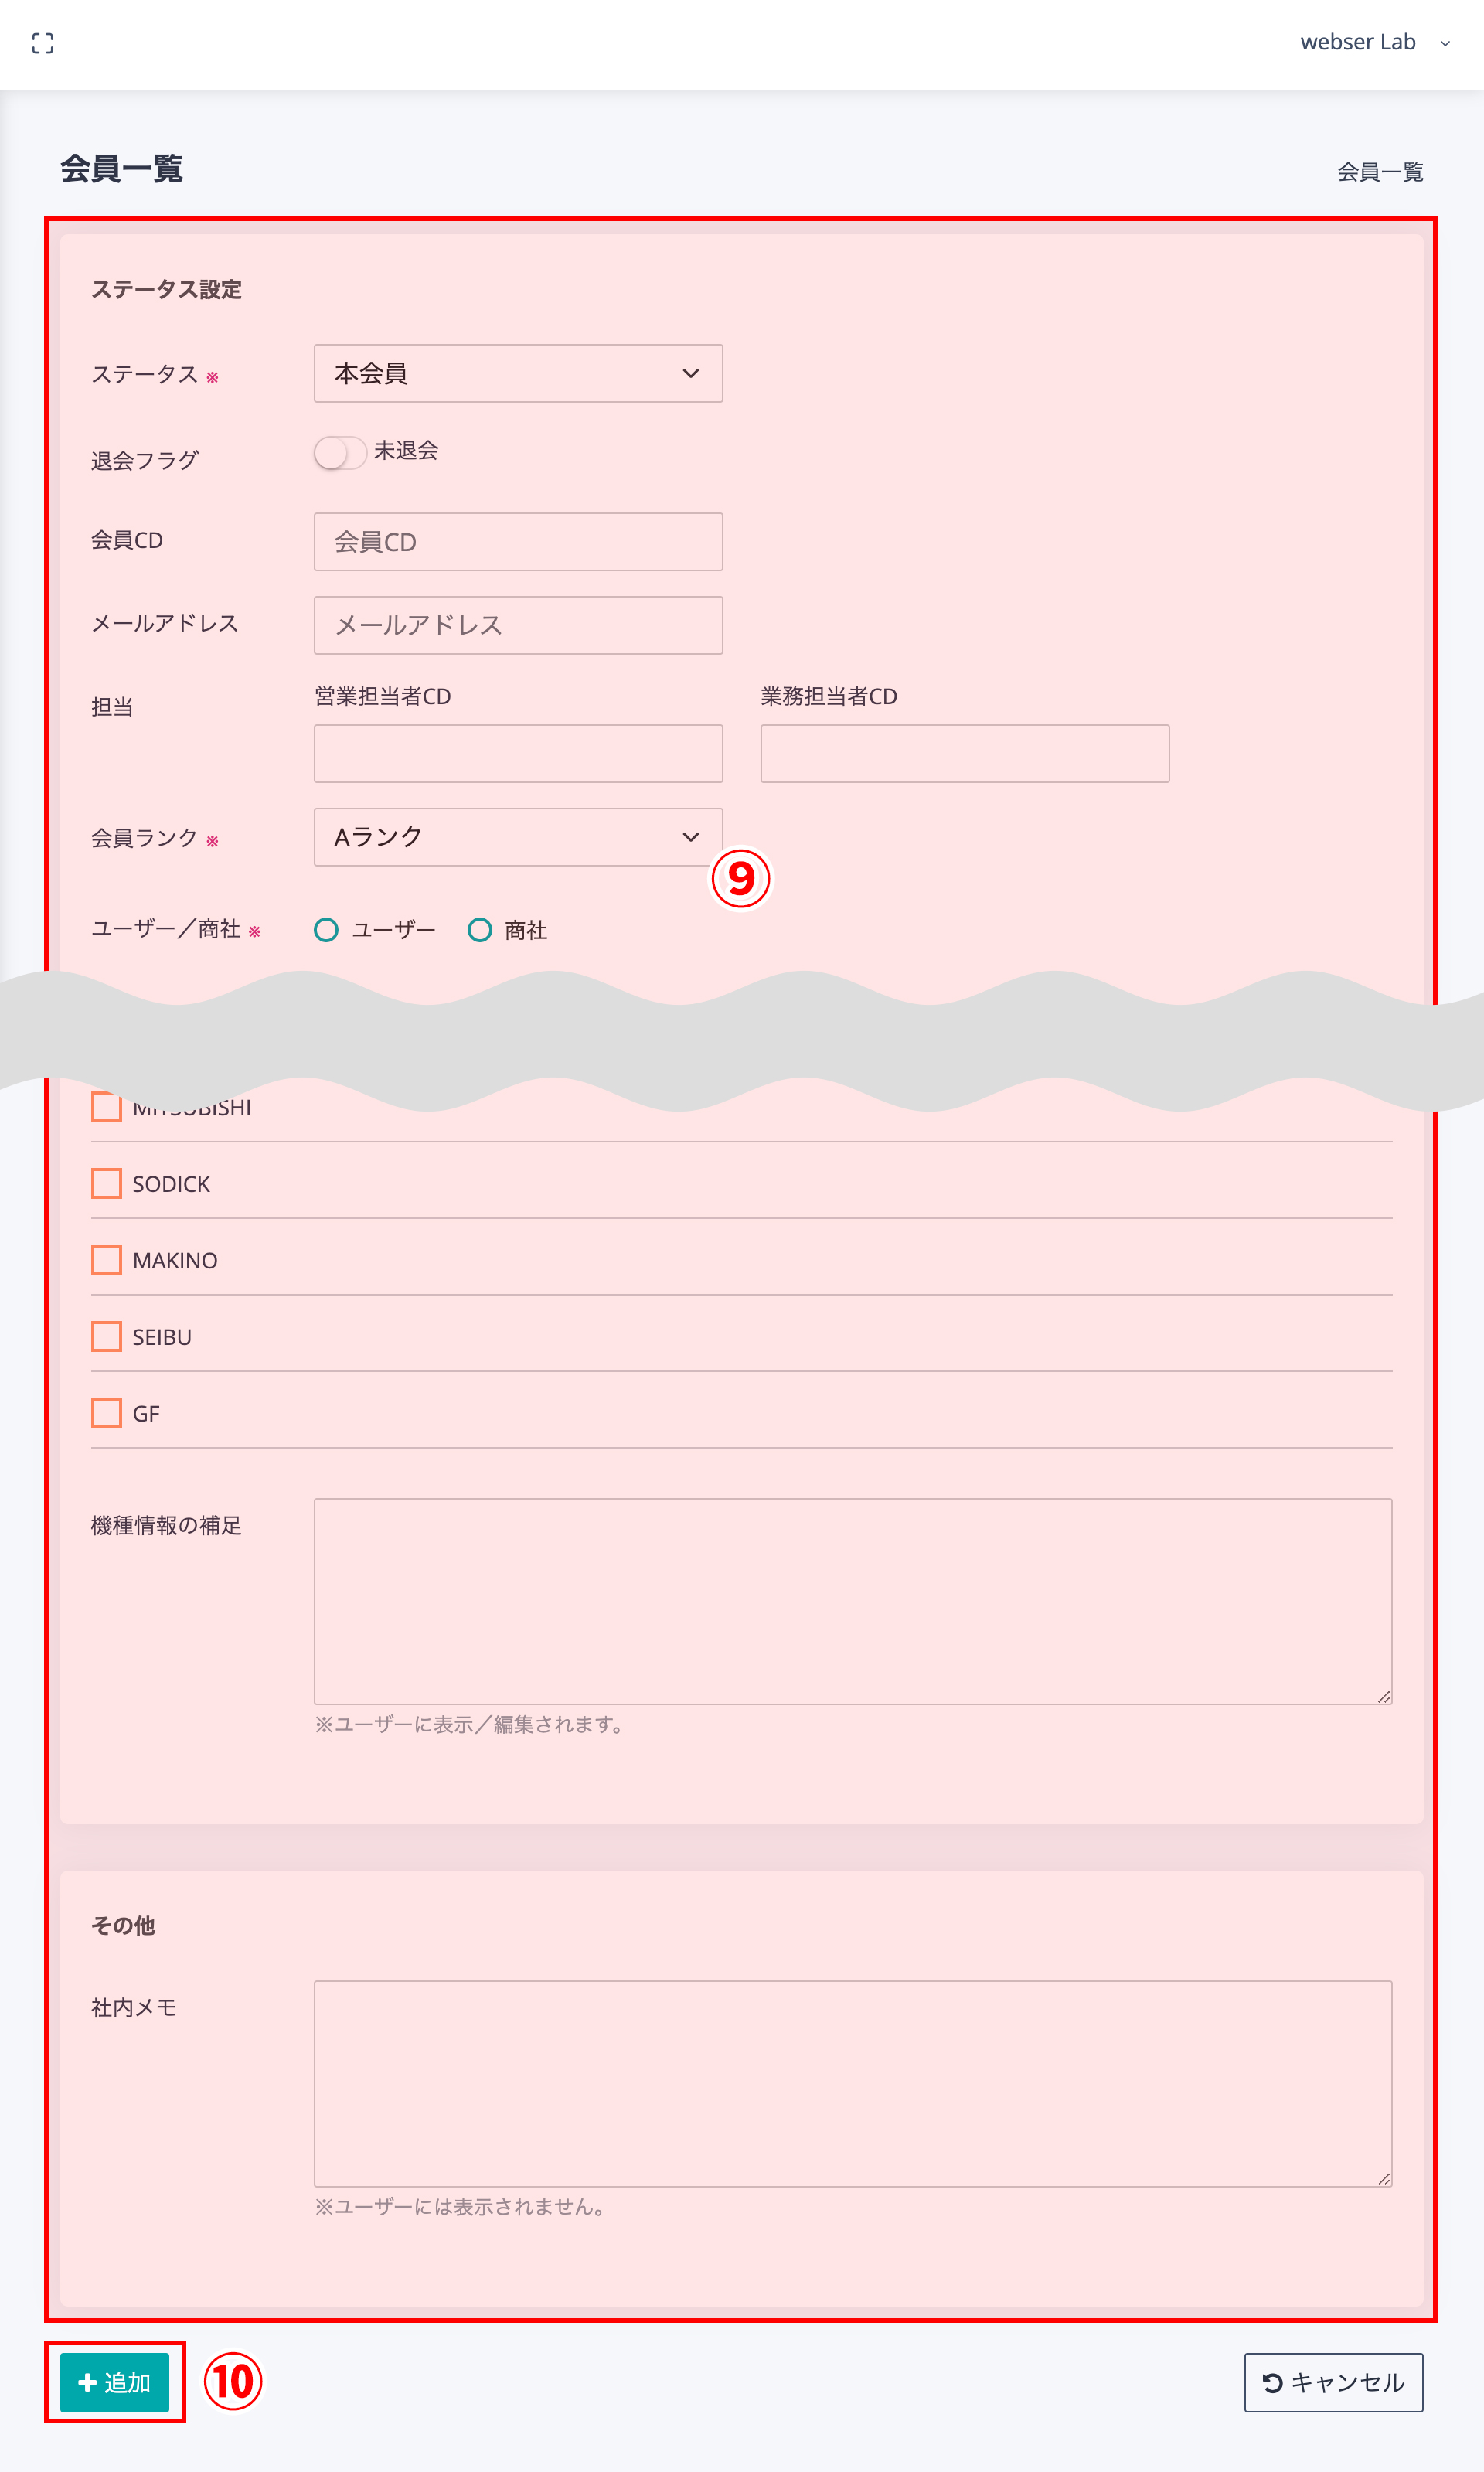 webser Lab
会員一覧
会員一覧
ステータス設定
ステータス ※
本会員
退会フラグ
未退会
会員CD
会員CD
メールアドレス
メールアドレス
担当
営業担当者CD
業務担当者CD
会員ランク ※
Aランク
⑨
ユーザー／商社 ※
ユーザー
商社
MITSUBISHI
SODICK
MAKINO
SEIBU
GF
機種情報の補足
※ユーザーに表示／編集されます。
その他
社内メモ
※ユーザーには表示されません。
追加
⑩
キャンセル